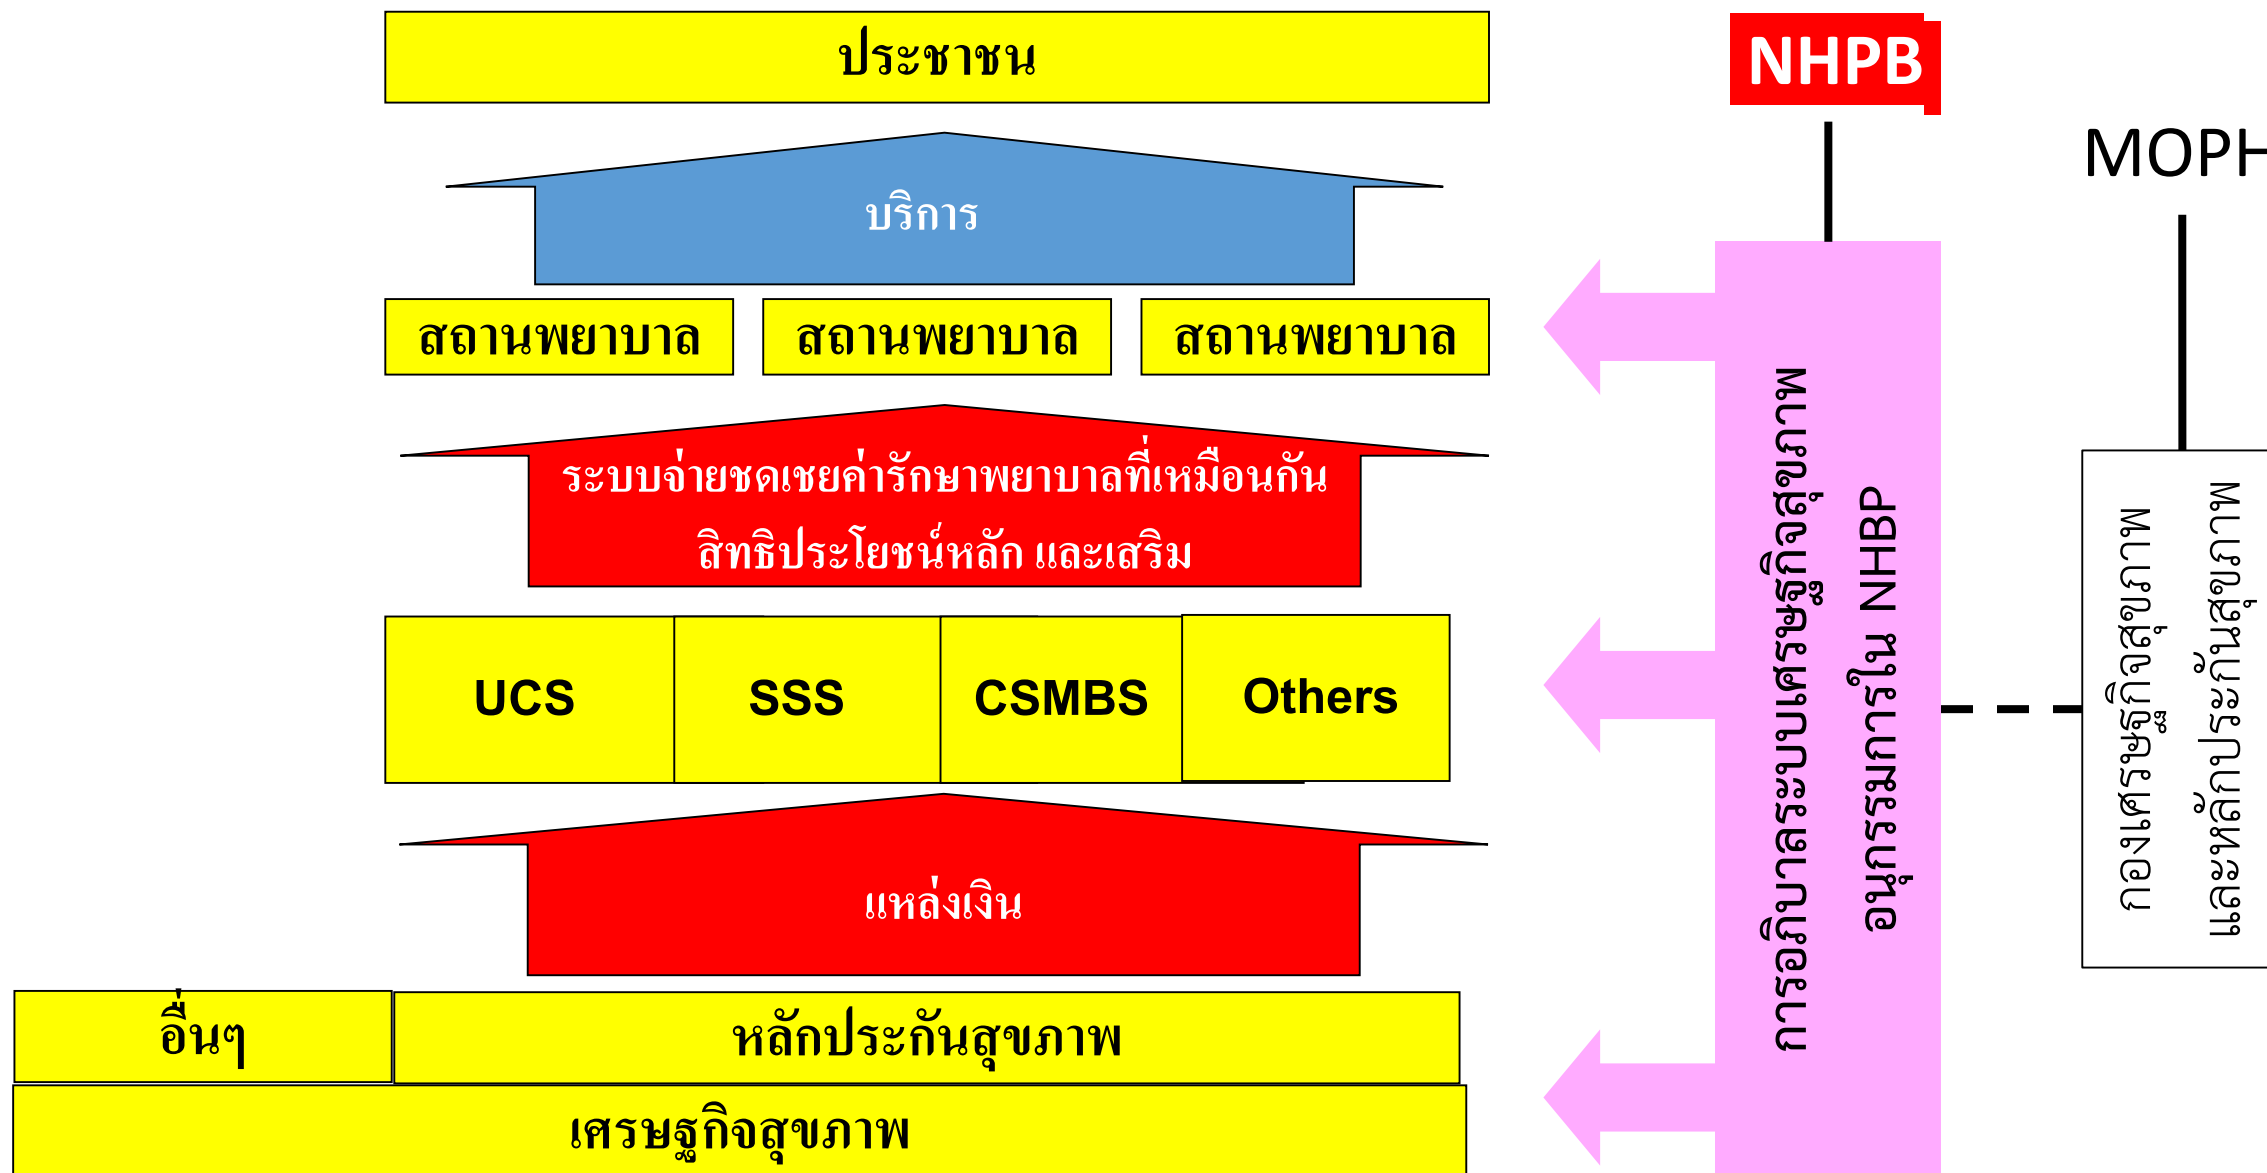 ประชาชน
บริการ
สถานพยาบาล
สถานพยาบาล
สถานพยาบาล
ระบบจ่ายชดเชยค่ารักษาพยาบาลที่เหมือนกัน
สิทธิประโยชน์หลัก และเสริม
UCS
SSS
CSMBS
Others
แหล่งเงิน
อื่นๆ
หลักประกันสุขภาพ
เศรษฐกิจสุขภาพ
NHPB
การอภิบาลระบบเศรษฐกิจสุขภาพ
อนุกรรมการใน NHBP
MOPH
กองเศรษฐกิจสุขภาพ
และหลักประกันสุขภาพ